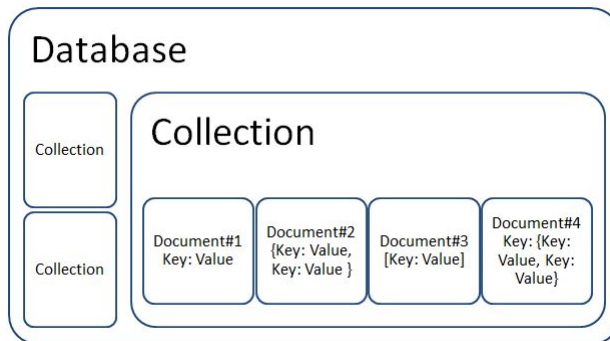 Database
Collection
Collection
Collection
Document#1
Key: Value
Document#2
{Key: Value,
Key: Value }
Document#3
[Key: Value]
Document#4
Key: {Key:
Value, Key:
Value}